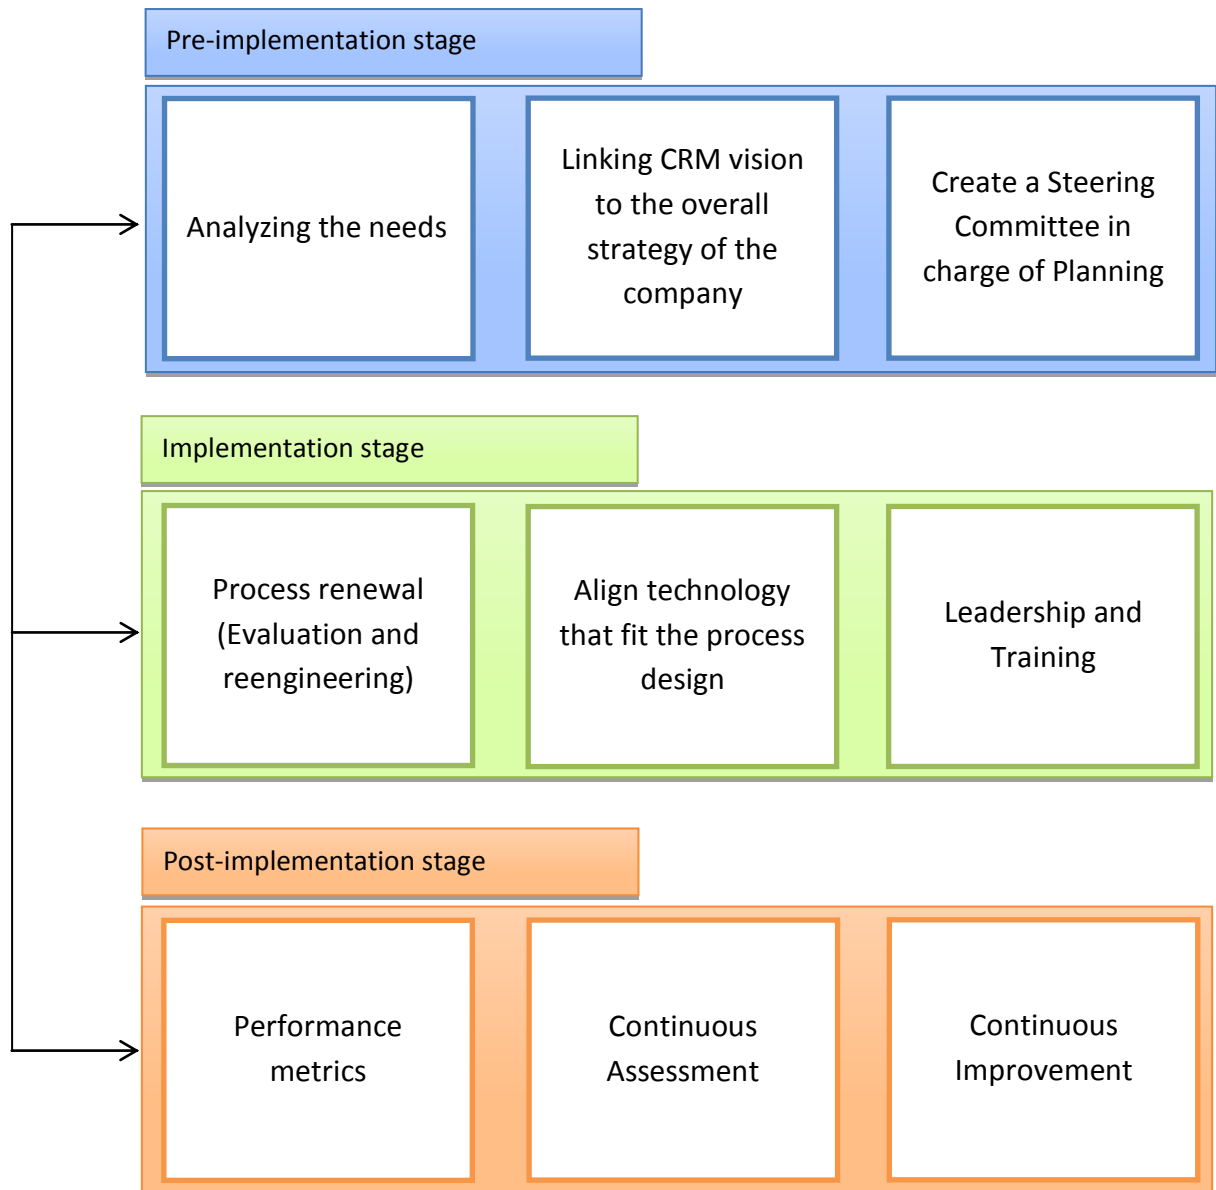 Pre-implementation stage
Analyzing the needs
Linking CRM vision
to the overall
strategy of the
company
Create a Steering
Committee in
charge of Planning
Implementation stage
Process renewal
(Evaluation and
reengineering)
Align technology
that fit the process
design
Leadership and
Training
Post-implementation stage
Performance
metrics
Continuous
Assessment
Continuous
Improvement